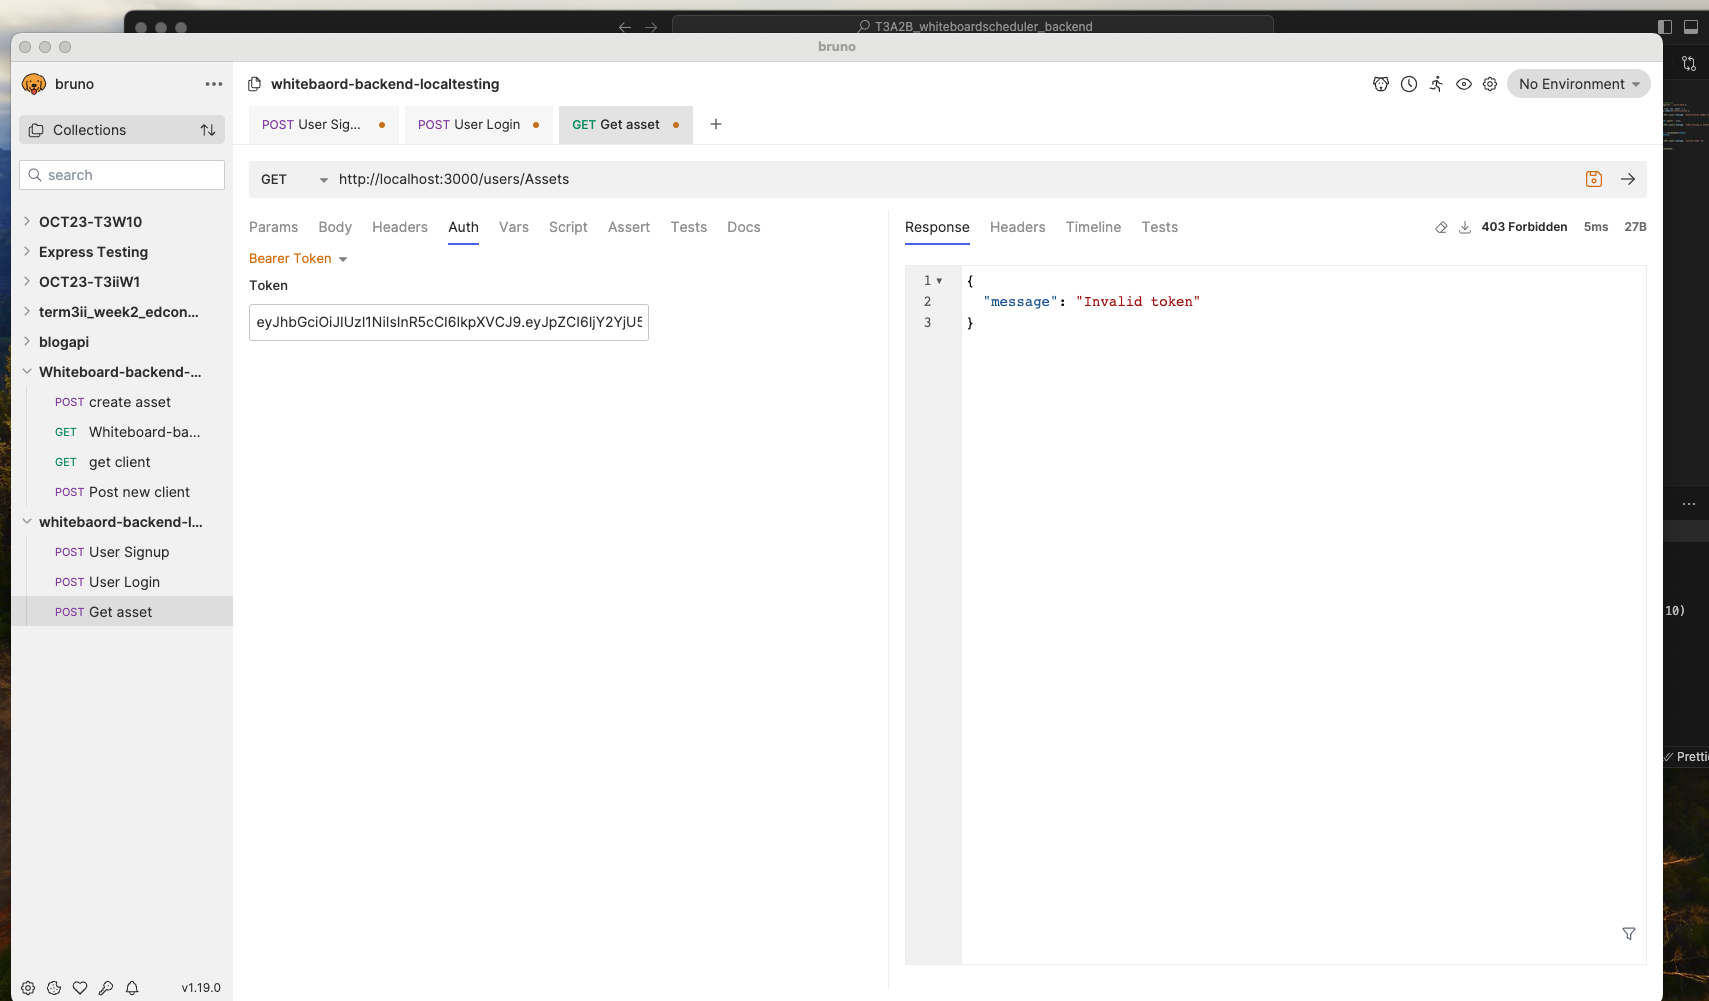 T3A2B_whiteboardscheduler_backend
bruno
bruno
whitebaord-backend-localtesting
No Environment
Collections
POST User Sig...
POST User Login
GET Get asset
search
GET
http://localhost:3000/users/Assets
OCT23-T3W10
Express Testing
OCT23-T3iiW1
term3ii_week2_edcon...
blogapi
Whiteboard-backend-...
POST create asset
GET Whiteboard-ba...
GET get client
POST Post new client
whitebaord-backend-l...
POST User Signup
POST User Login
POST Get asset
v1.19.0
Params Body Headers Auth Vars Script Assert Tests Docs
Bearer Token
Token
Response Headers Timeline Tests
403 Forbidden 5ms 27B
1 {
2 "message": "Invalid token"
3 }
10)
Pretti